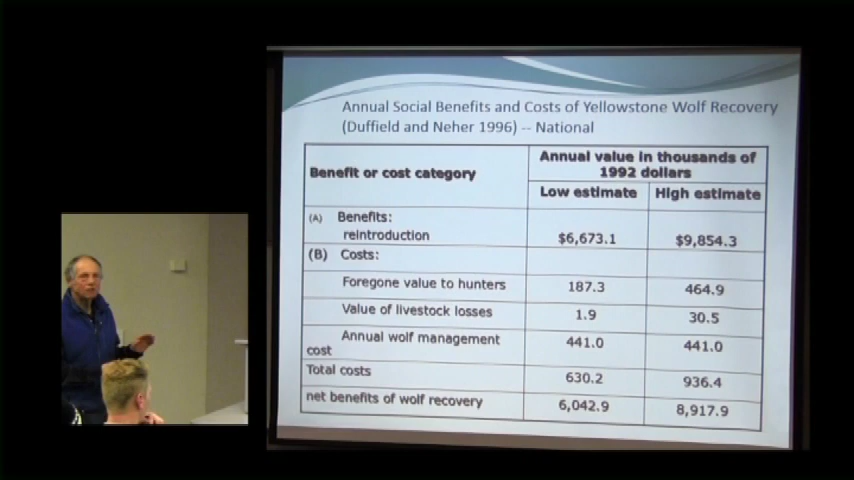 Annual Social Benefits and Costs of Yellowstone Wolf Recovery
(Duffield and Neher 1996) -- National
Benefit or cost category
Annual value in thousands of
1992 dollars
Low estimate High estimate
(A) Benefits:
reintroduction $6,673.1 $9,854.3
(B) Costs:
Foregone value to hunters 187.3 464.9
Value of livestock losses 1.9 30.5
Annual wolf management
cost 441.0 441.0
Total costs 630.2 936.4
net benefits of wolf recovery 6,042.9 8,917.9